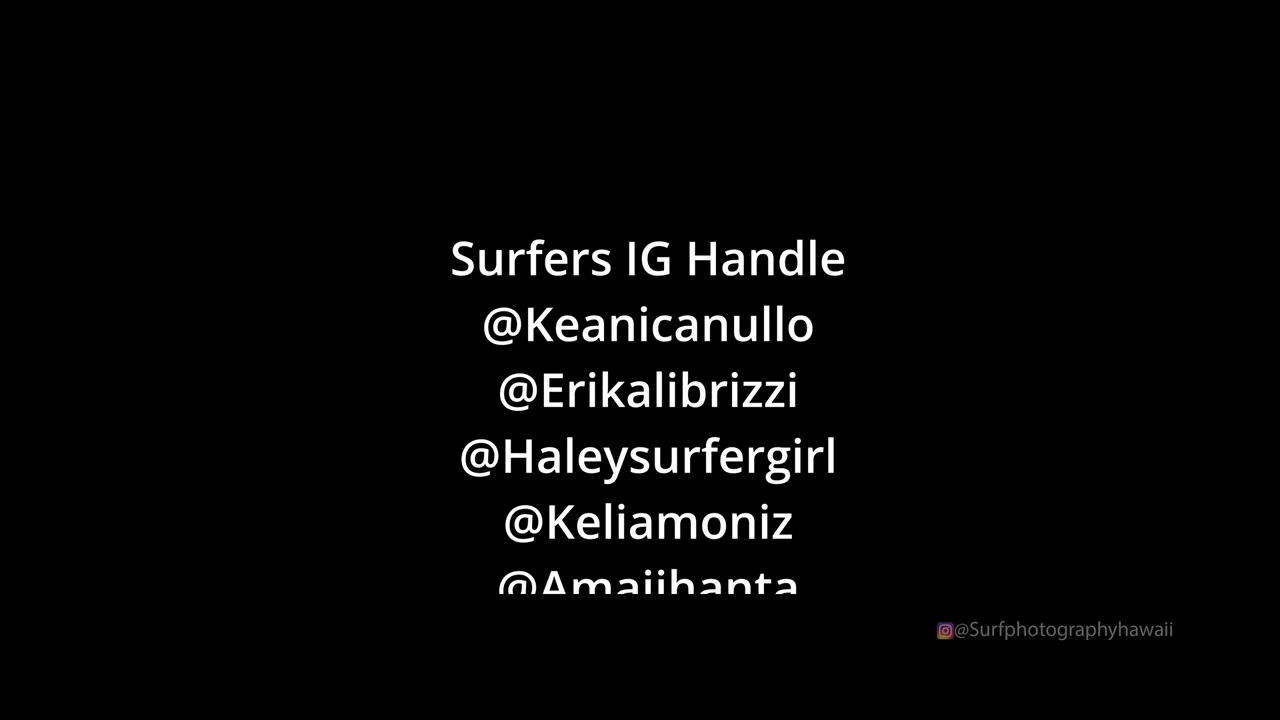 Surfers IG Handle
@Keanicanullo
@Erikalibrizzi
@Haleysurfergirl
@Keliamoniz
@Surfphotographyhawaii